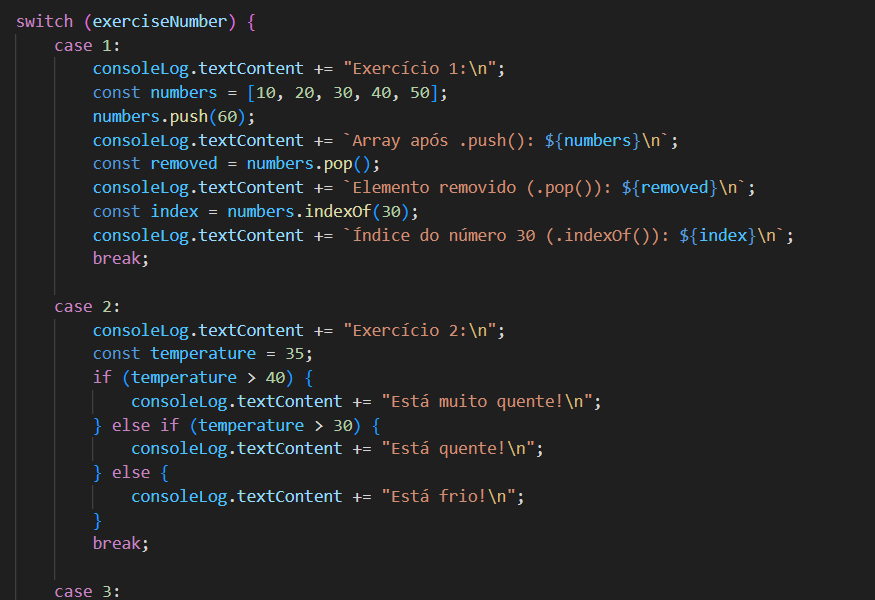 switch (exerciseNumber) {
    case 1:
        consoleLog.textContent += "Exercício 1:\n";
        const numbers = [10, 20, 30, 40, 50];
        numbers.push(60);
        consoleLog.textContent += `Array após .push(): ${numbers}\n`;
        const removed = numbers.pop();
        consoleLog.textContent += `Elemento removido (.pop()): ${removed}\n`;
        const index = numbers.indexOf(30);
        consoleLog.textContent += `Índice do número 30 (.indexOf()): ${index}\n`;
        break;

    case 2:
        consoleLog.textContent += "Exercício 2:\n";
        const temperature = 35;
        if (temperature > 40) {
            consoleLog.textContent += "Está muito quente!\n";
        } else if (temperature > 30) {
            consoleLog.textContent += "Está quente!\n";
        } else {
            consoleLog.textContent += "Está frio!\n";
        }
        break;

    case 3: